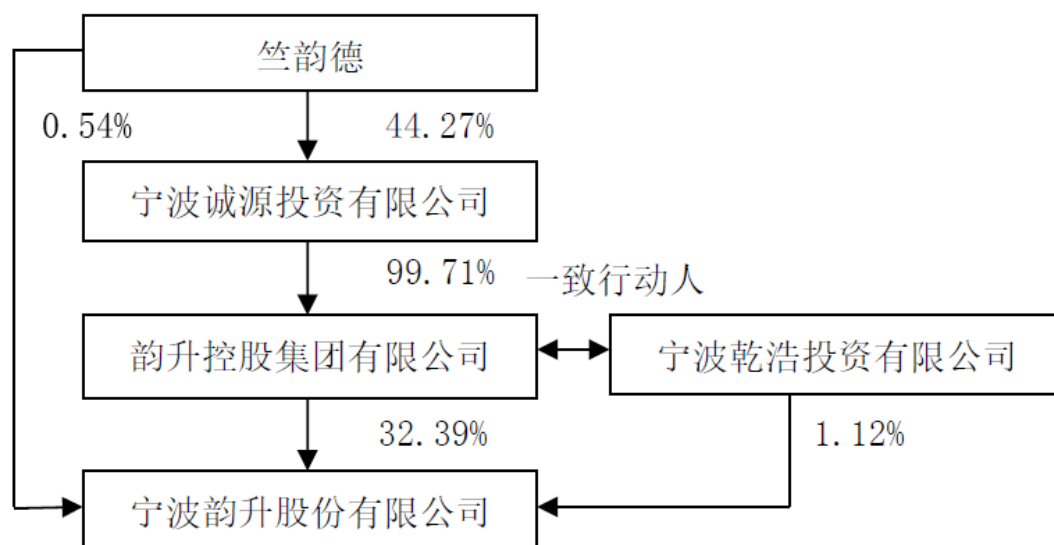 竺韵德
0.54%
44.27%
宁波诚源投资有限公司
99.71%
一致行动人
韵升控股集团有限公司
宁波乾浩投资有限公司
32.39%
1.12%
宁波韵升股份有限公司